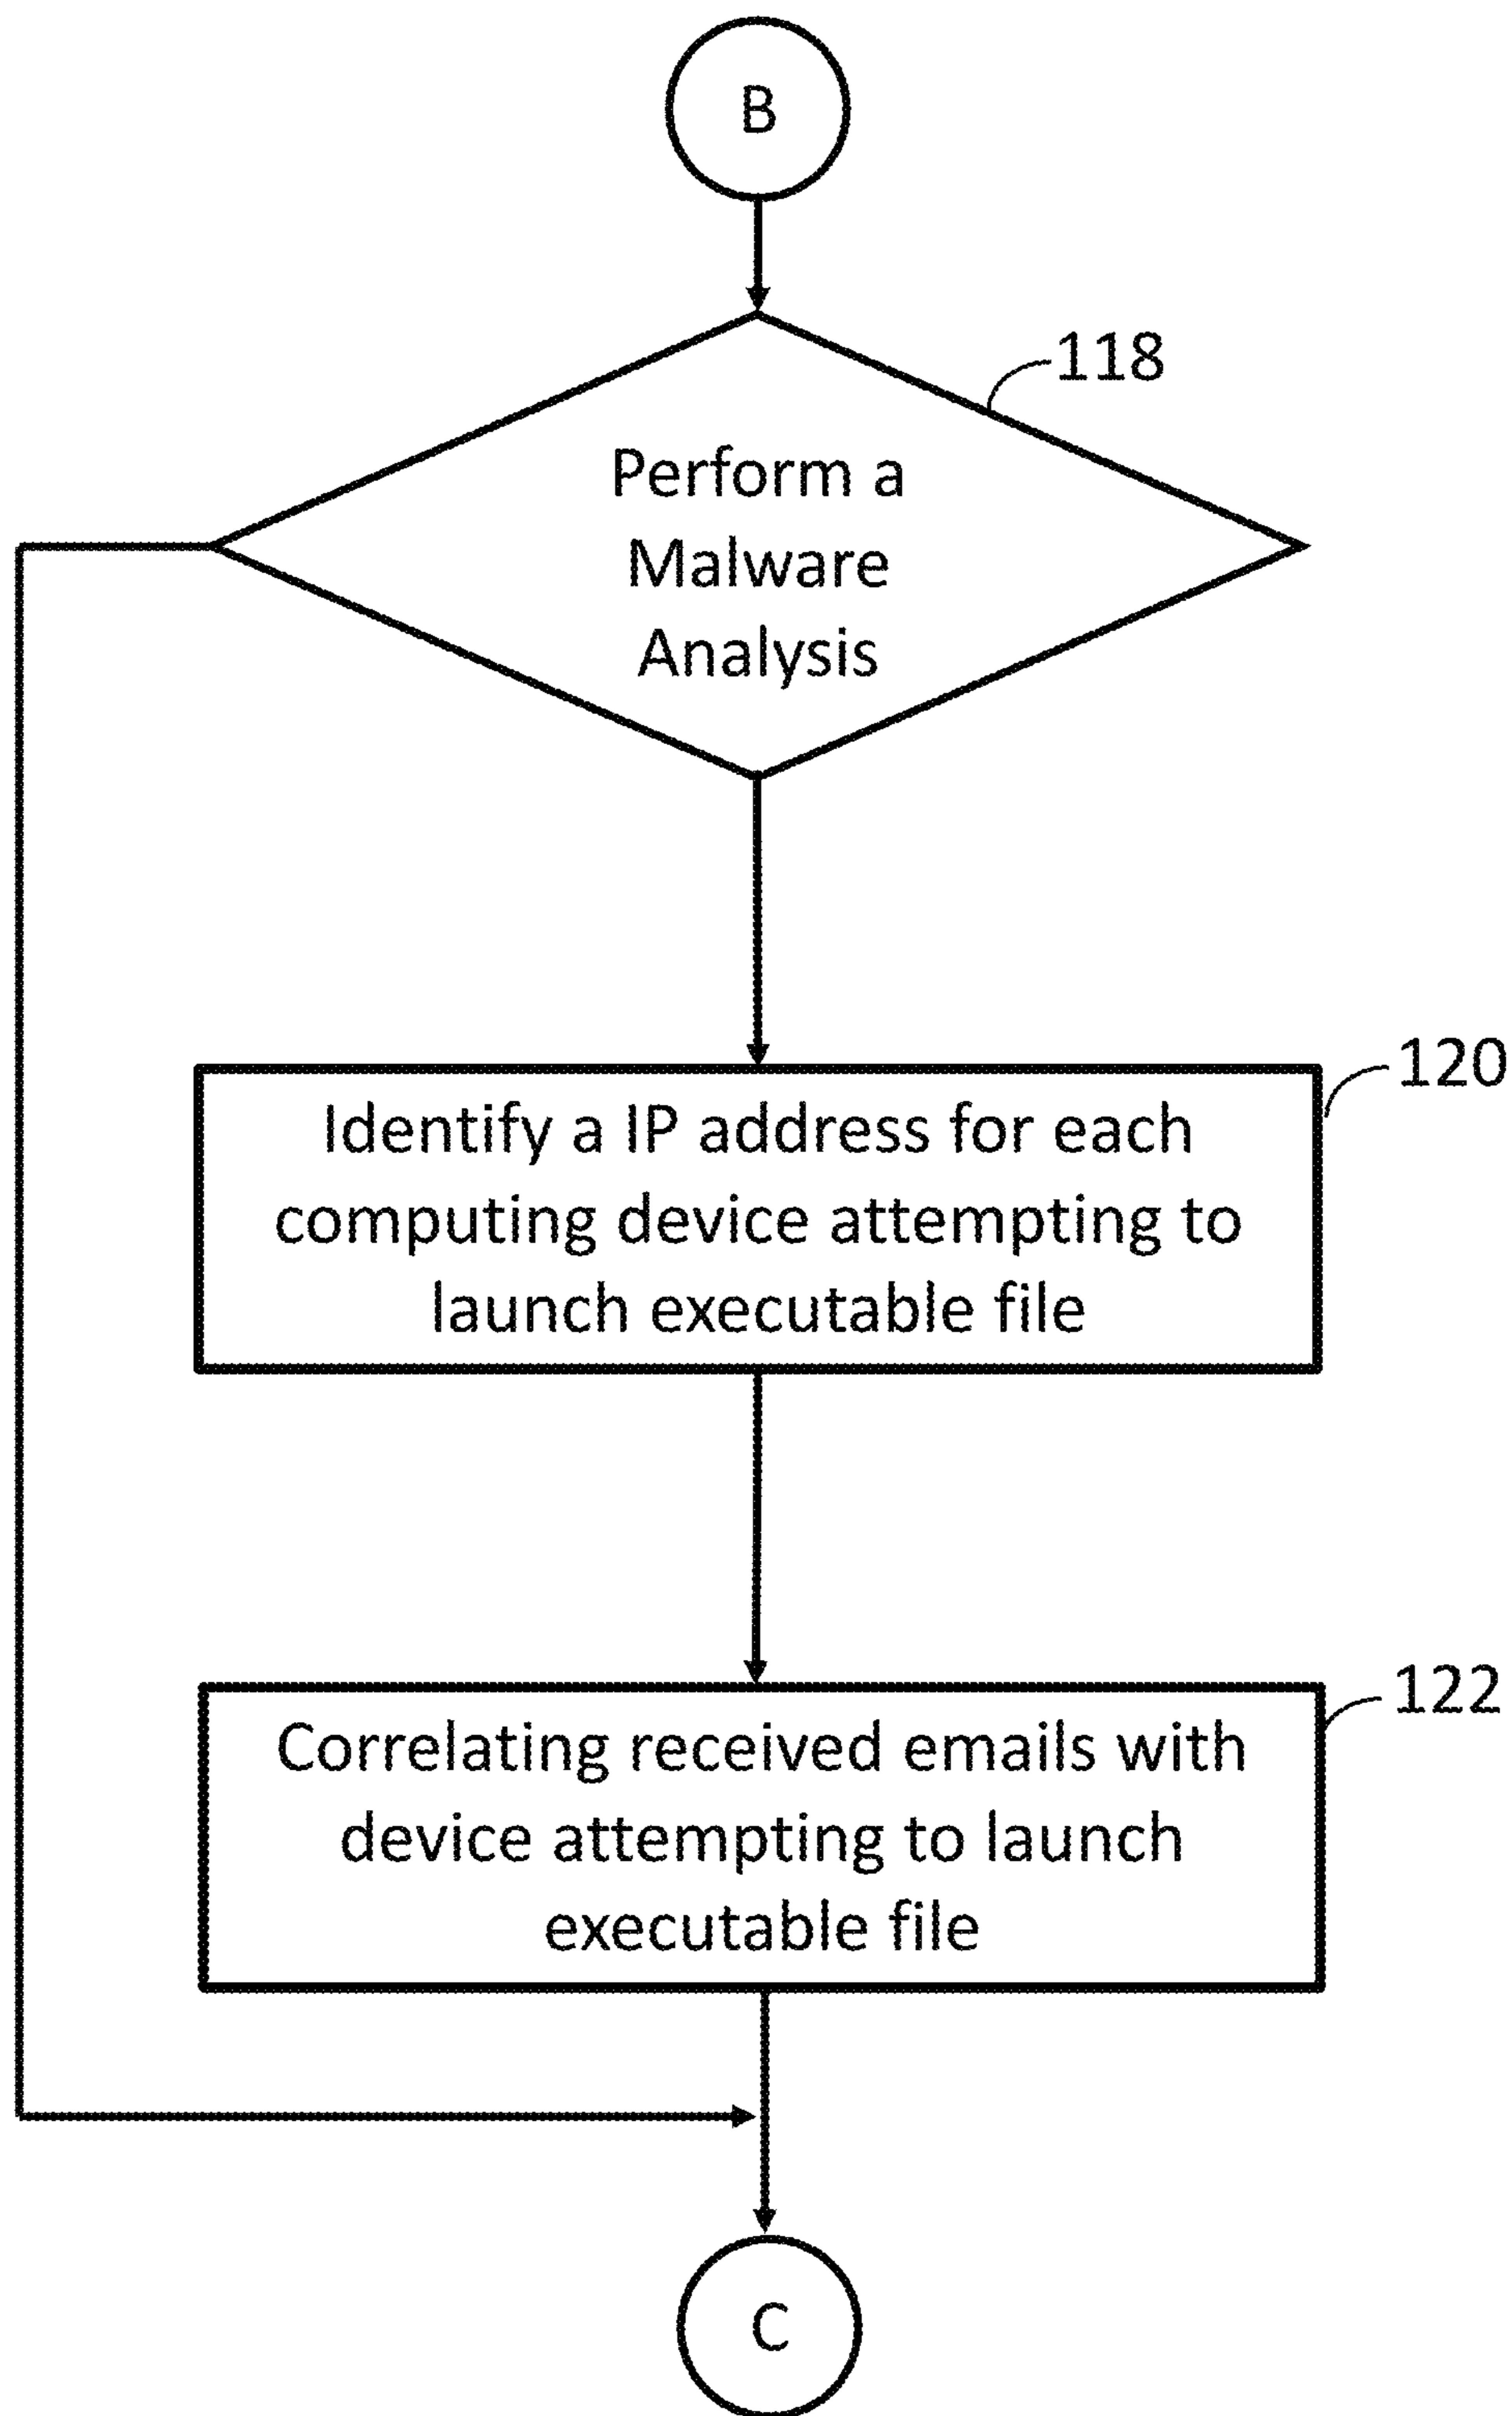 B
118
Perform a
Malware
Analysis
120
Identify a IP address for each
computing device attempting to
launch executable file
122
Correlating received emails with
device attempting to launch
executable file
C